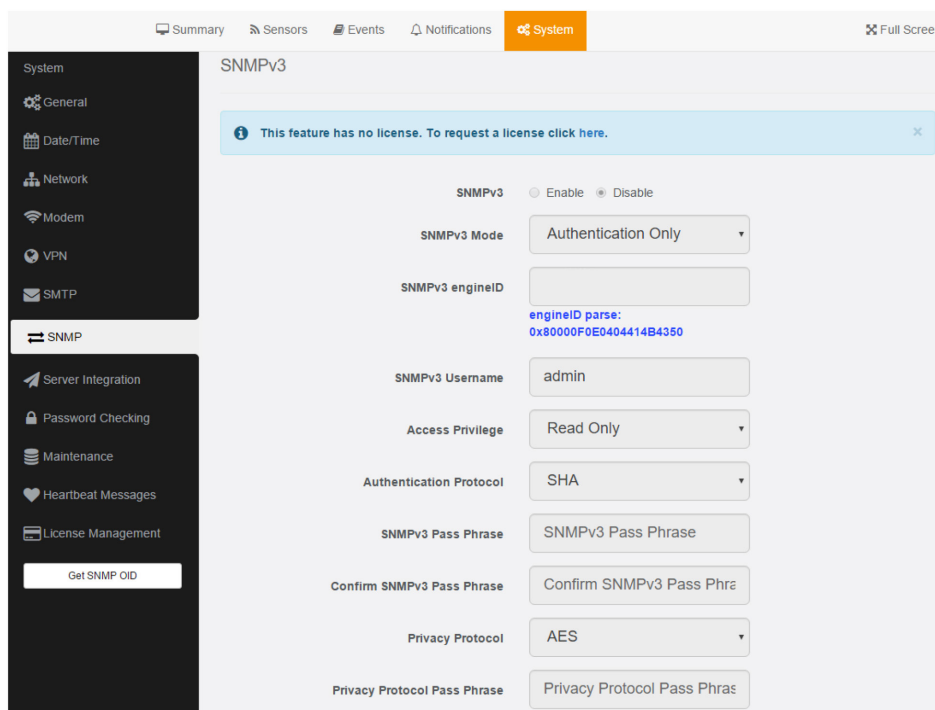 Summary Sensors Events Notifications System Full Scree
System
General
Date/Time
Network
Modem
VPN
SMTP
SNMP
Server Integration
Password Checking
Maintenance
Heartbeat Messages
License Management
Get SNMP OID
SNMPv3
This feature has no license. To request a license click here. ×
SNMPv3 Enable Disable
SNMPv3 Mode Authentication Only
SNMPv3 engineID
engineID parse:
0x80000F0E0404414B4350
SNMPv3 Username admin
Access Privilege Read Only
Authentication Protocol SHA
SNMPv3 Pass Phrase SNMPv3 Pass Phrase
Confirm SNMPv3 Pass Phrase Confirm SNMPv3 Pass Phra
Privacy Protocol AES
Privacy Protocol Pass Phrase Privacy Protocol Pass Phras